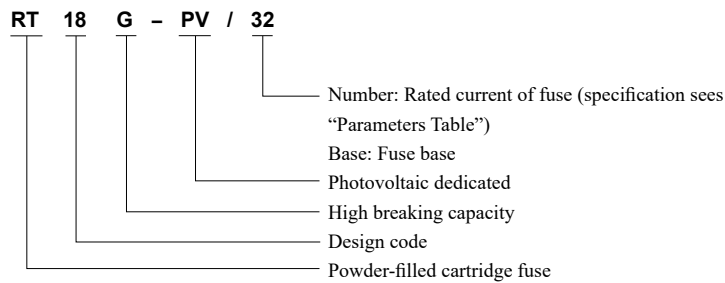 RT 18 G – PV / 32
Number: Rated current of fuse (specification sees
“Parameters Table”)
Base: Fuse base
Photovoltaic dedicated
High breaking capacity
Design code
Powder-filled cartridge fuse